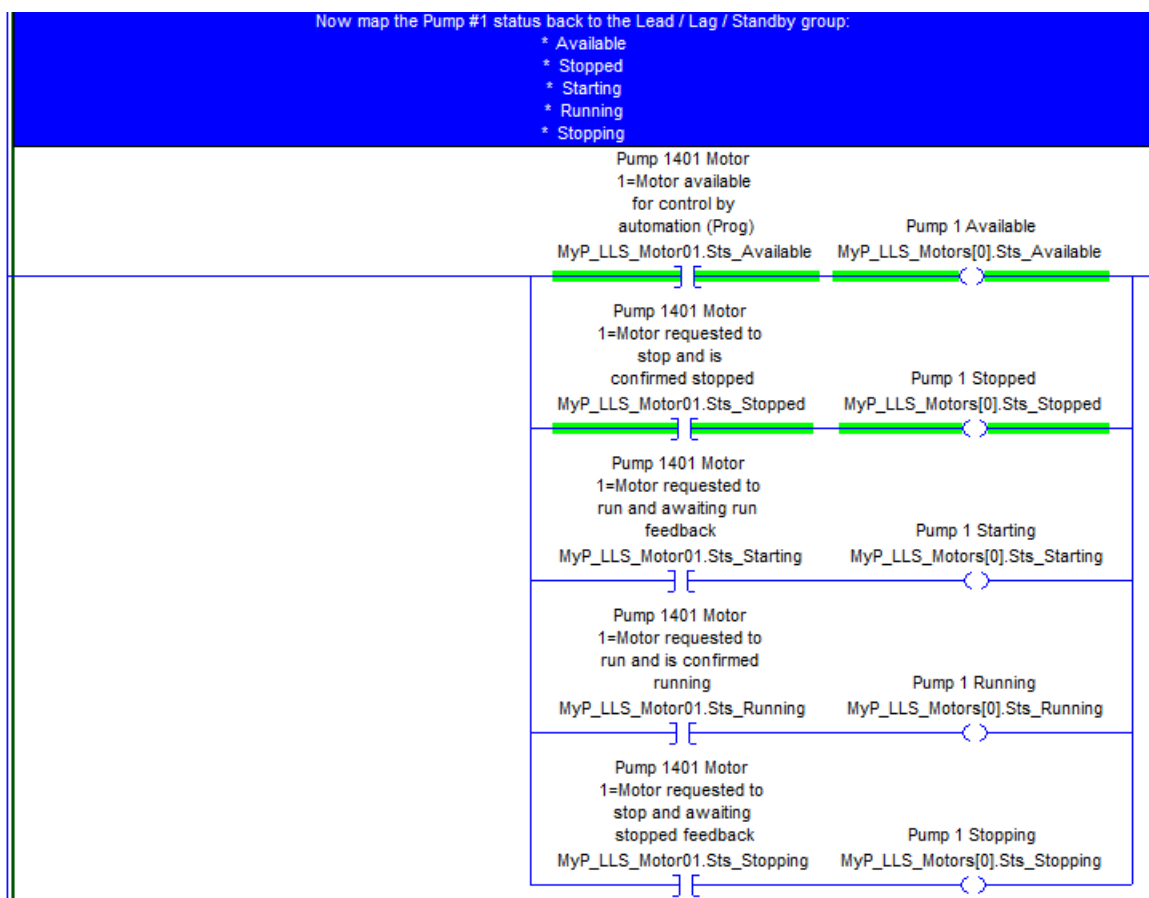 Now map the Pump #1 status back to the Lead / Lag / Standby group:
* Available
* Stopped
* Starting
* Running
* Stopping
Pump 1401 Motor
1=Motor available
for control by
automation (Prog)
Pump 1 Available
MyP_LLS_Motor01.Sts_Available
MyP_LLS_Motors[0].Sts_Available
Pump 1401 Motor
1=Motor requested to
stop and is
confirmed stopped
Pump 1 Stopped
MyP_LLS_Motor01.Sts_Stopped
MyP_LLS_Motors[0].Sts_Stopped
Pump 1401 Motor
1=Motor requested to
run and awaiting run
feedback
Pump 1 Starting
MyP_LLS_Motor01.Sts_Starting
MyP_LLS_Motors[0].Sts_Starting
Pump 1401 Motor
1=Motor requested to
run and is confirmed
running
Pump 1 Running
MyP_LLS_Motor01.Sts_Running
MyP_LLS_Motors[0].Sts_Running
Pump 1401 Motor
1=Motor requested to
stop and awaiting
stopped feedback
Pump 1 Stopping
MyP_LLS_Motor01.Sts_Stopping
MyP_LLS_Motors[0].Sts_Stopping